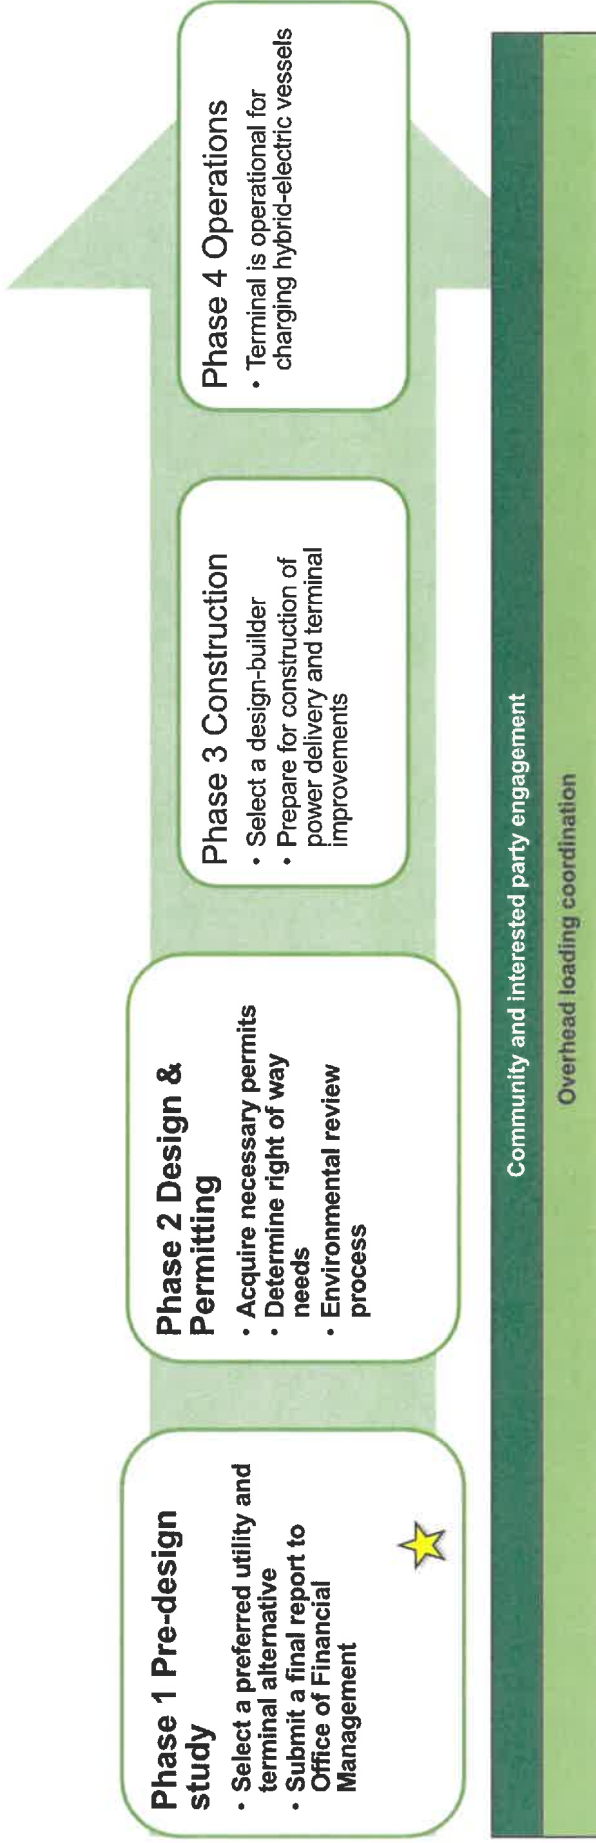 Phase 1 Pre-design
study
• Select a preferred utility and
terminal alternative
• Submit a final report to
Office of Financial
Management
Phase 2 Design &
Permitting
• Acquire necessary permits
• Determine right of way
needs
• Environmental review
process
Phase 3 Construction
• Select a design-builder
• Prepare for construction of
power delivery and terminal
improvements
Phase 4 Operations
• Terminal is operational for
charging hybrid-electric vessels
Community and interested party engagement
Overhead loading coordination